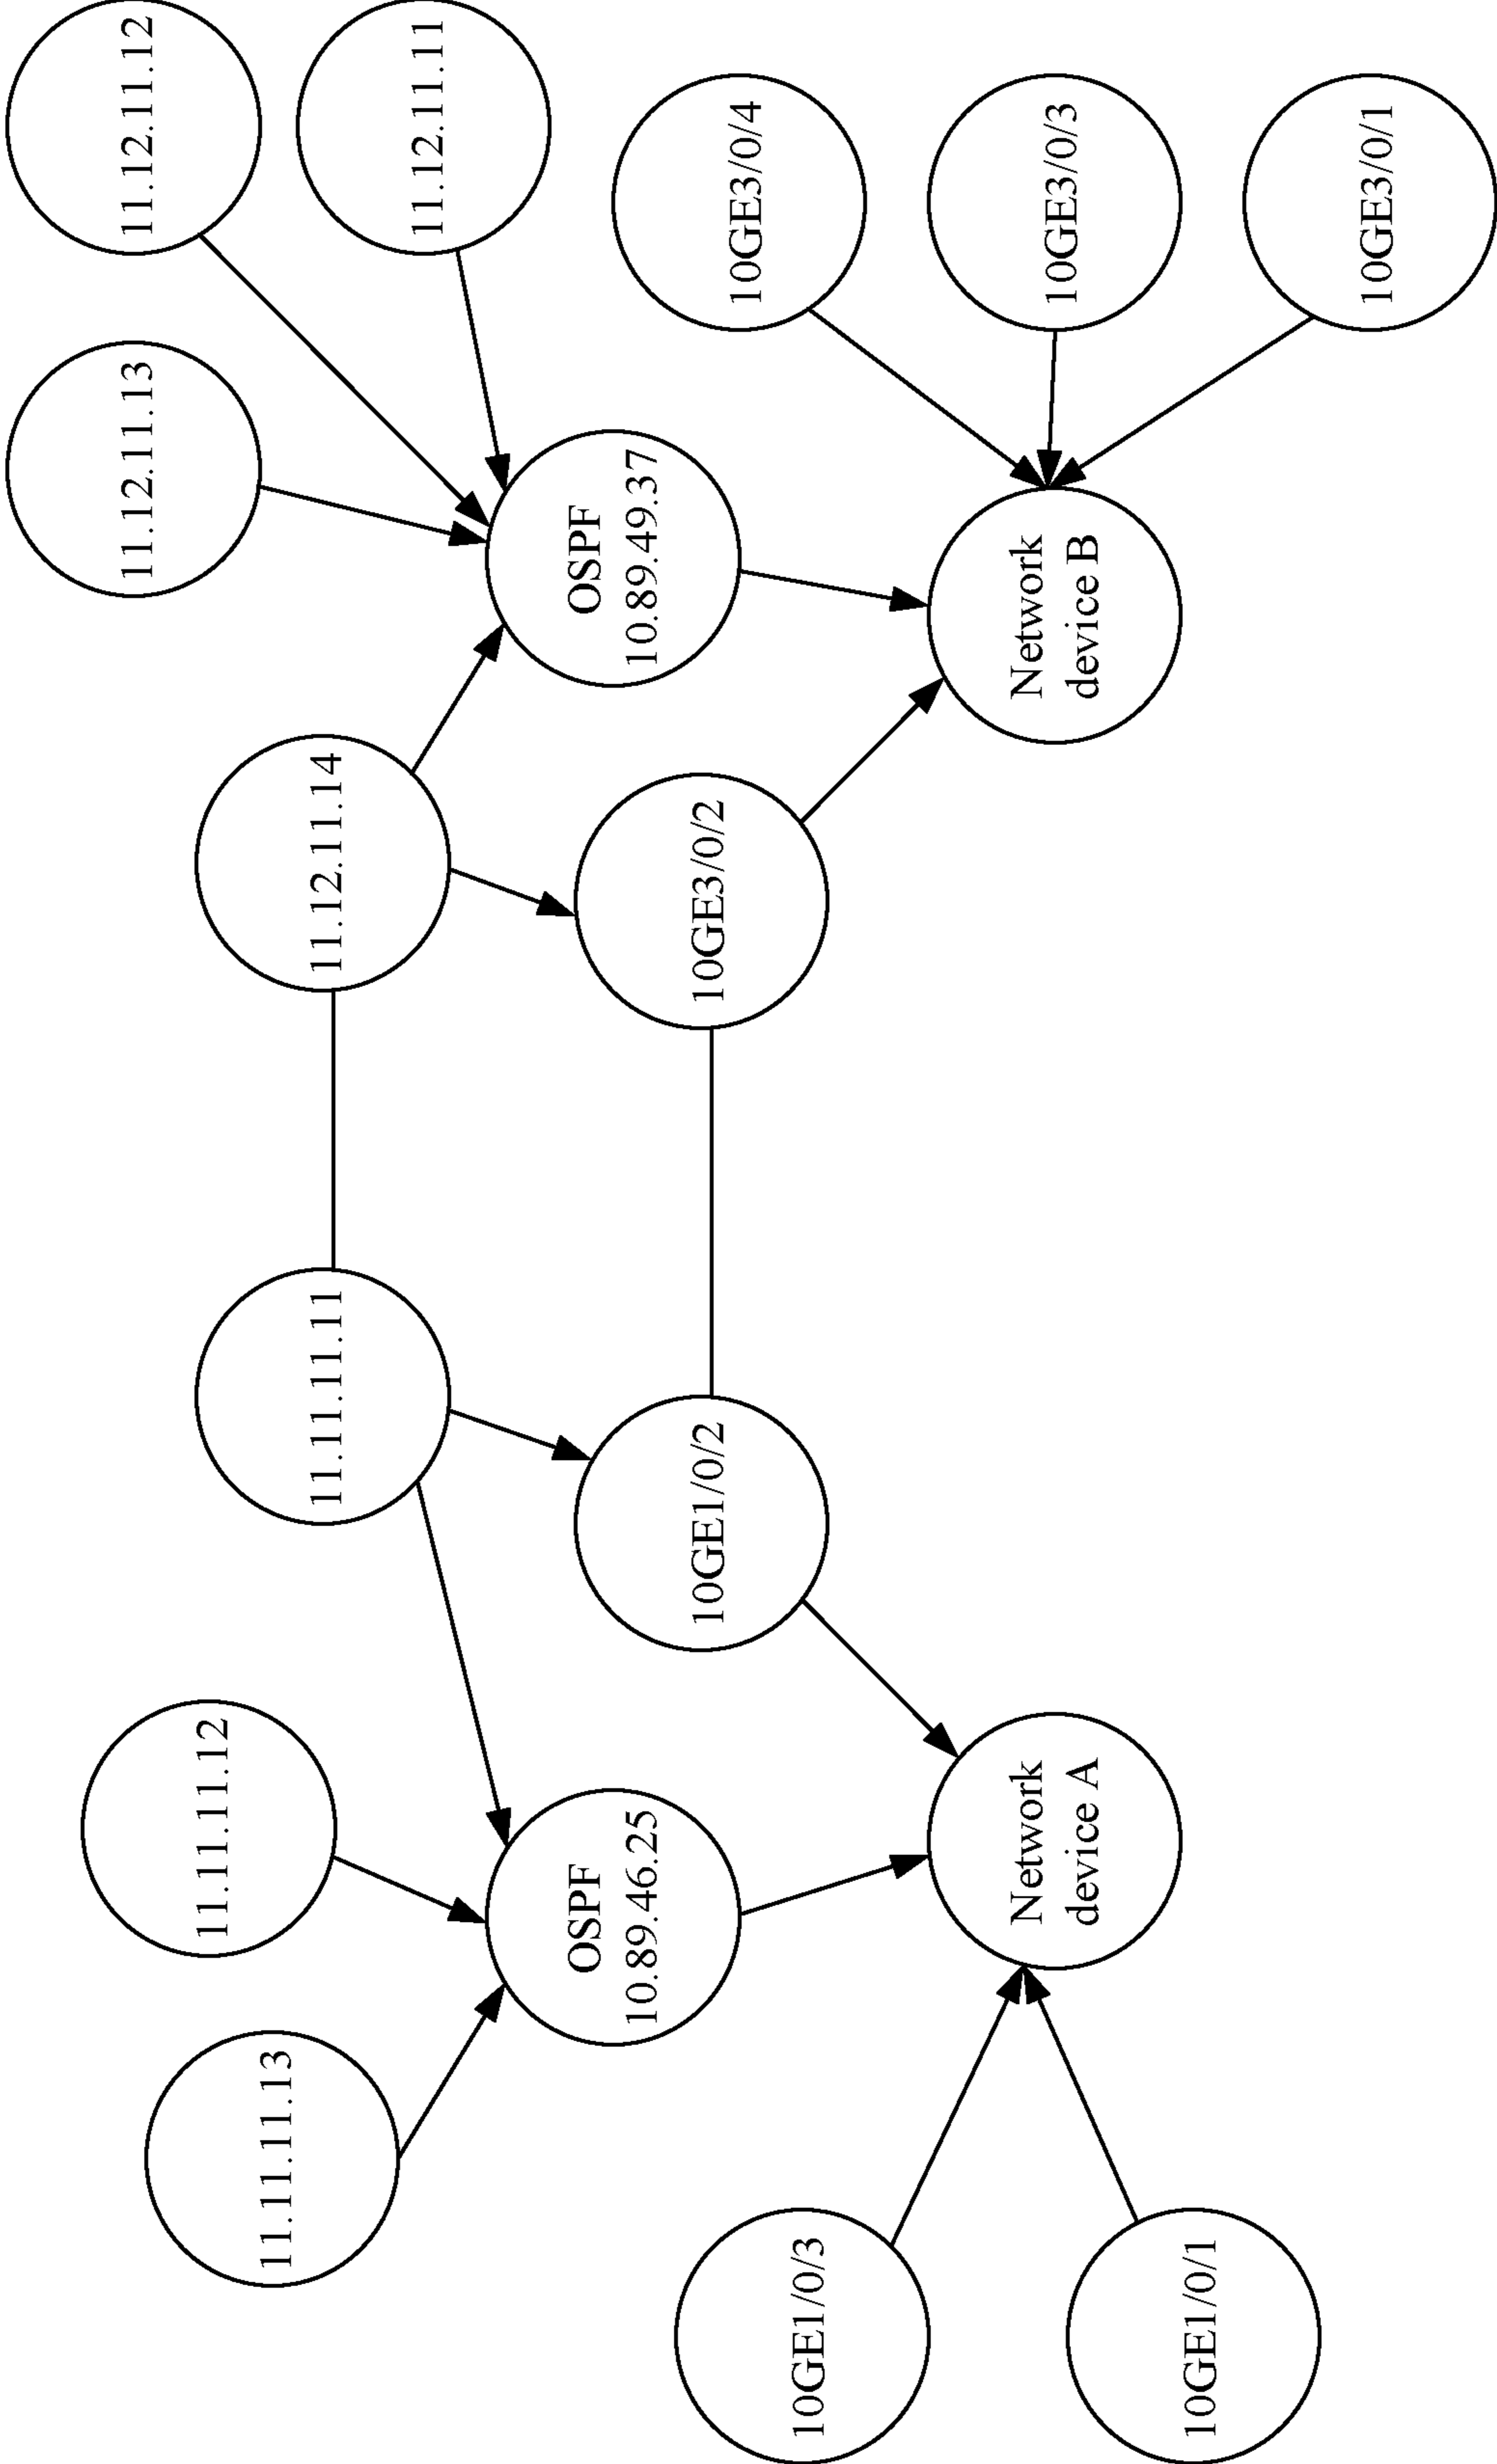 11.12.11.12
11.12.11.13
11.12.11.11
11.12.11.14
11.11.11.11
11.11.11.12
11.11.11.13
OSPF
10.89.49.37
OSPF
10.89.46.25
10GE3/0/2
10GE1/0/2
10GE3/0/4
10GE1/0/3
Network
device B
Network
device A
10GE3/0/3
10GE1/0/1
10GE3/0/1